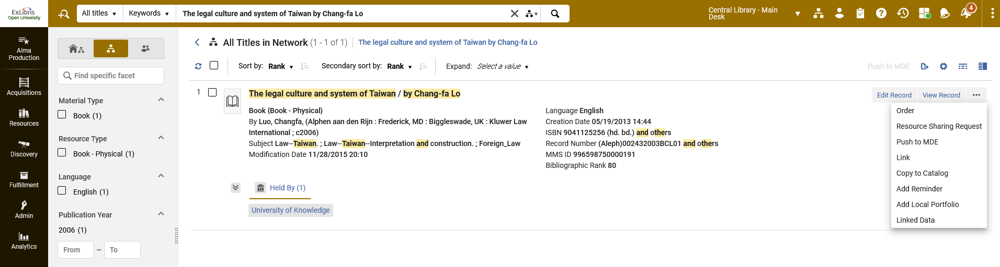 ExLibris
Open University
All titles
Keywords
The legal culture and system of Taiwan by Chang-fa Lo
Central Library - Main
Desk
4
Alma
Production
Acquisitions
Resources
Discovery
Fulfillment
Admin
Analytics
Find specific facet
Material Type
Book (1)
Resource Type
Book - Physical (1)
Language
English (1)
Publication Year
2006 (1)
From – To
All Titles in Network (1 - 1 of 1) The legal culture and system of Taiwan by Chang-fa Lo
Sort by: Rank Secondary sort by: Rank Expand: Select a value
Push to MDE
1
The legal culture and system of Taiwan / by Chang-fa Lo
Book {Book - Physical}
By Luo, Changfa, (Alphen aan den Rijn : Frederick, MD : Biggleswade, UK : Kluwer Law
International ; c2006)
Subject Law--Taiwan. ; Law--Taiwan--Interpretation and construction. ; Foreign_Law
Modification Date 11/28/2015 20:10
Language English
Creation Date 05/19/2013 14:44
ISBN 9041125256 (hd. bd.) and others
Record Number (Aleph)002432003BCL01 and others
MMS ID 996598750000191
Bibliographic Rank 80
Held By (1)
University of Knowledge
Edit Record
View Record
Order
Resource Sharing Request
Push to MDE
Link
Copy to Catalog
Add Reminder
Add Local Portfolio
Linked Data